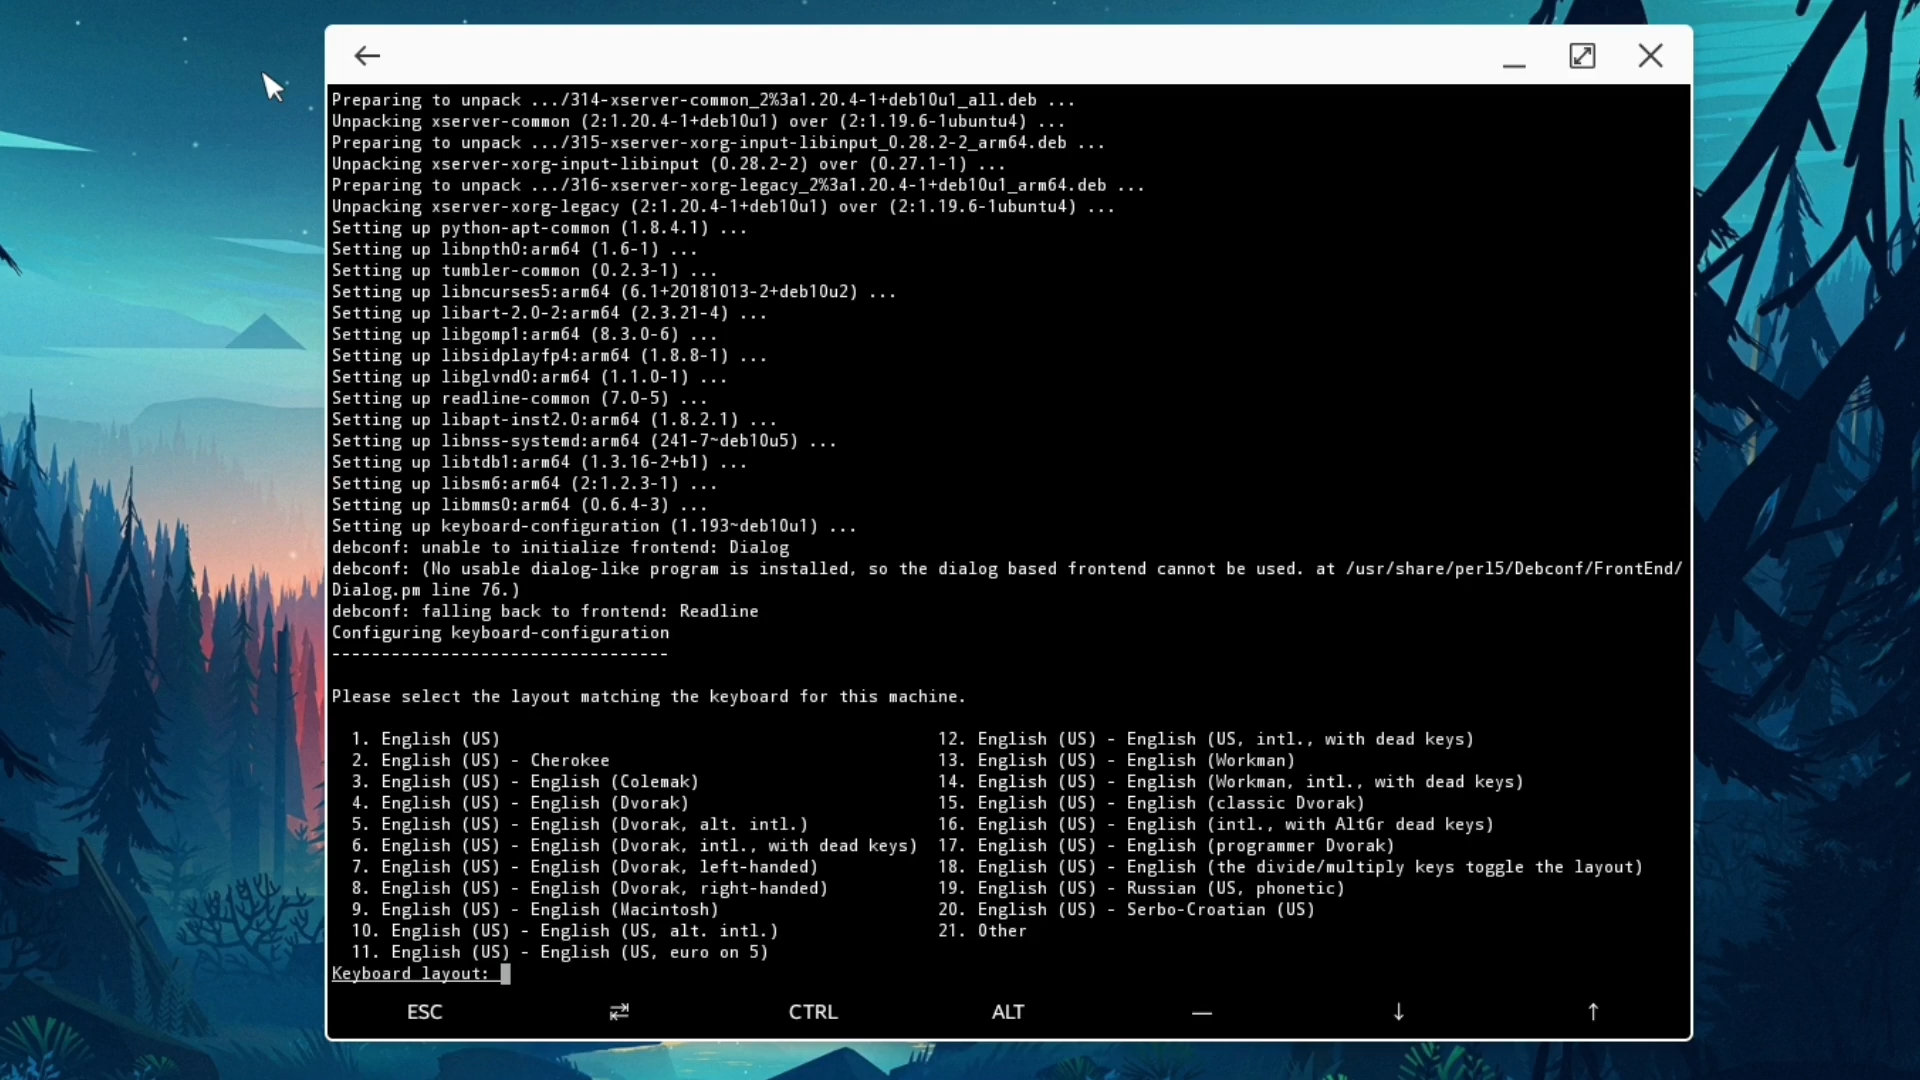 Preparing to unpack .../314-xserver-common_2%3a1.20.4-1+deb10u1_all.deb ...
Unpacking xserver-common (2:1.20.4-1+deb10u1) over (2:1.19.6-1ubuntu4) ...
Preparing to unpack .../315-xserver-xorg-input-libinput_0.28.2-2_arm64.deb ...
Unpacking xserver-xorg-input-libinput (0.28.2-2) over (0.27.1-1) ...
Preparing to unpack .../316-xserver-xorg-legacy_2%3a1.20.4-1+deb10u1_arm64.deb ...
Unpacking xserver-xorg-legacy (2:1.20.4-1+deb10u1) over (2:1.19.6-1ubuntu4) ...
Setting up python-apt-common (1.8.4.1) ...
Setting up libnpth0:arm64 (1.6-1) ...
Setting up tumbler-common (0.2.3-1) ...
Setting up libncurses5:arm64 (6.1+20181013-2+deb10u2) ...
Setting up libart-2.0-2:arm64 (2.3.21-4) ...
Setting up libgomp1:arm64 (8.3.0-6) ...
Setting up libsidplayfp4:arm64 (1.8.8-1) ...
Setting up libglvnd0:arm64 (1.1.0-1) ...
Setting up readline-common (7.0-5) ...
Setting up libapt-inst2.0:arm64 (1.8.2.1) ...
Setting up libnss-systemd:arm64 (241-7~deb10u5) ...
Setting up libtdb1:arm64 (1.3.16-2+b1) ...
Setting up libsm6:arm64 (2:1.2.3-1) ...
Setting up libmms0:arm64 (0.6.4-3) ...
Setting up keyboard-configuration (1.193~deb10u1) ...
debconf: unable to initialize frontend: Dialog
debconf: (No usable dialog-like program is installed, so the dialog based frontend cannot be used. at /usr/share/perl5/Debconf/FrontEnd/
Dialog.pm line 76.)
debconf: falling back to frontend: Readline
Configuring keyboard-configuration
----------------------------------
Please select the layout matching the keyboard for this machine.
1. English (US) 12. English (US) - English (US, intl., with dead keys)
2. English (US) - Cherokee 13. English (US) - English (Workman)
3. English (US) - English (Colemak) 14. English (US) - English (Workman, intl., with dead keys)
4. English (US) - English (Dvorak) 15. English (US) - English (classic Dvorak)
5. English (US) - English (Dvorak, alt. intl.) 16. English (US) - English (intl., with AltGr dead keys)
6. English (US) - English (Dvorak, intl., with dead keys) 17. English (US) - English (programmer Dvorak)
7. English (US) - English (Dvorak, left-handed) 18. English (US) - English (the divide/multiply keys toggle the layout)
8. English (US) - English (Dvorak, right-handed) 19. English (US) - Russian (US, phonetic)
9. English (US) - English (Macintosh) 20. English (US) - Serbo-Croatian (US)
10. English (US) - English (US, alt. intl.) 21. Other
11. English (US) - English (US, euro on 5)
Keyboard layout:
ESC ⇄ CTRL ALT — ↓ ↑